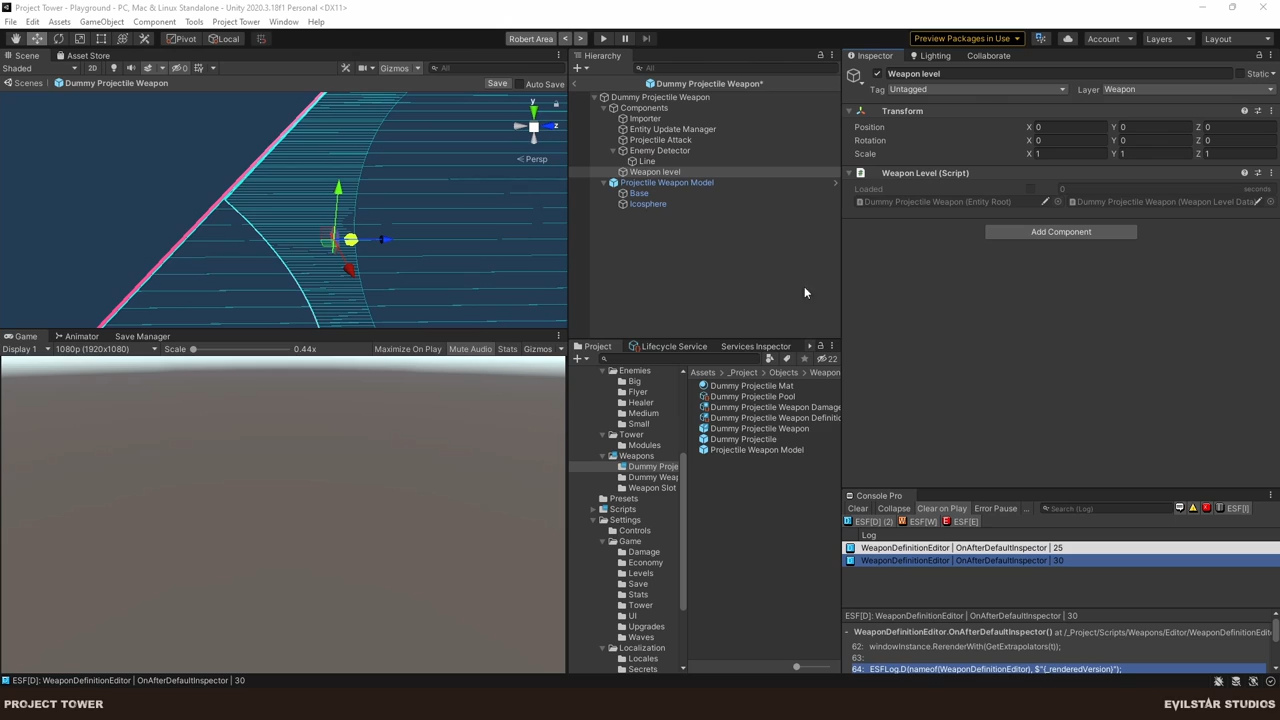 Project Tower - Playground - PC, Mac & Linux Standalone - Unity 2020.3.18f1 Personal <DX11>
File Edit Assets GameObject Component Tools Project Tower Window Help
Pivot Local Robert Area Preview Packages in Use Account Layers Layout
Scene Asset Store
Shaded 2D 0 Gizmos All
Scenes Dummy Projectile Weapon Save Auto Save
y
z
Persp
Hierarchy
All
Dummy Projectile Weapon*
Dummy Projectile Weapon
Components
Importer
Entity Update Manager
Projectile Attack
Enemy Detector
Line
Weapon level
Projectile Weapon Model
Base
Icosphere
Inspector Lighting Collaborate
Weapon level Static
Tag Untagged Layer Weapon
Transform
Position X 0 Y 0 Z 0
Rotation X 0 Y 0 Z 0
Scale X 1 Y 1 Z 1
Weapon Level (Script)
Loaded 0 seconds
Dummy Projectile Weapon (Entity Root) Dummy Projectile Weapon (Weapon Level Data
Add Component
Game Animator Save Manager
Display 1 1080p (1920x1080) Scale 0.44x Maximize On Play Mute Audio Stats Gizmos
Project Lifecycle Service Services Inspector
22
Enemies
Big
Flyer
Healer
Medium
Small
Tower
Modules
Weapons
Dummy Proje
Dummy Weap
Weapon Slot
Presets
Scripts
Settings
Controls
Game
Damage
Economy
Levels
Save
Stats
Tower
UI
Upgrades
Waves
Localization
Locales
Secrets
Assets > _Project > Objects > Weapon
Dummy Projectile Mat
Dummy Projectile Pool
Dummy Projectile Weapon Damage
Dummy Projectile Weapon Definitio
Dummy Projectile Weapon
Dummy Projectile
Projectile Weapon Model
Console Pro
Clear Collapse Clear on Play Error Pause ... Search (Log) ESF[I]
ESF[D] (2) ESF[W] ESF[E]
Log
WeaponDefinitionEditor | OnAfterDefaultInspector | 25
WeaponDefinitionEditor | OnAfterDefaultInspector | 30
ESF[D]: WeaponDefinitionEditor | OnAfterDefaultInspector | 30
- WeaponDefinitionEditor.OnAfterDefaultInspector() at /_Project/Scripts/Weapons/Editor/WeaponDefinitionEdit
62: windowInstance.RerenderWith(GetExtrapolators(t));
63:
64: ESFLog.D(nameof(WeaponDefinitionEditor), $"{_renderedVersion}");
ESF[D]: WeaponDefinitionEditor | OnAfterDefaultInspector | 30
PROJECT TOWER EVILSTAR STUDIOS